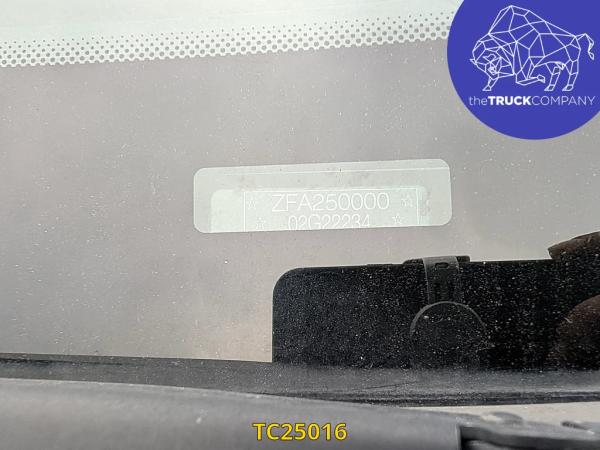 theTRUCKCOMPANY
☆ ZFA250000 ☆
☆ 02G22234 ☆
TC25016